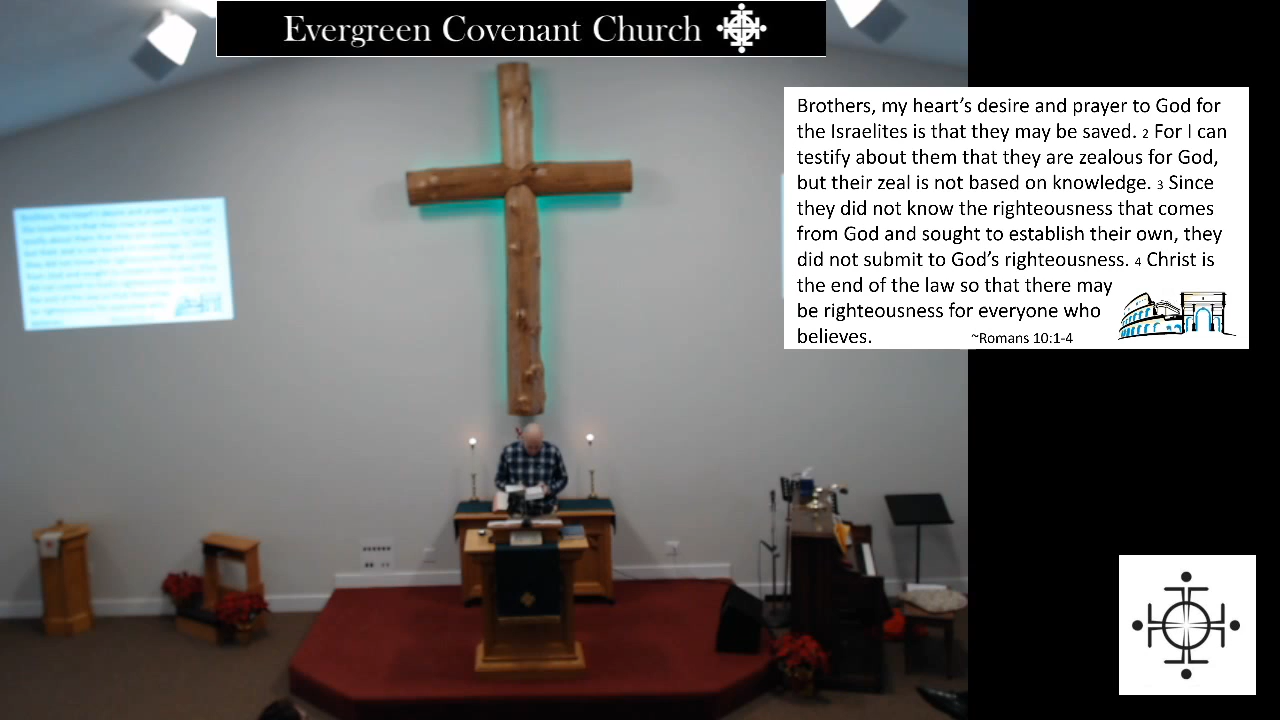 Evergreen Covenant Church
Brothers, my heart’s desire and prayer to God for
the Israelites is that they may be saved. 2 For I can
testify about them that they are zealous for God,
but their zeal is not based on knowledge. 3 Since
they did not know the righteousness that comes
from God and sought to establish their own, they
did not submit to God’s righteousness. 4 Christ is
the end of the law so that there may
be righteousness for everyone who
believes. ~Romans 10:1-4